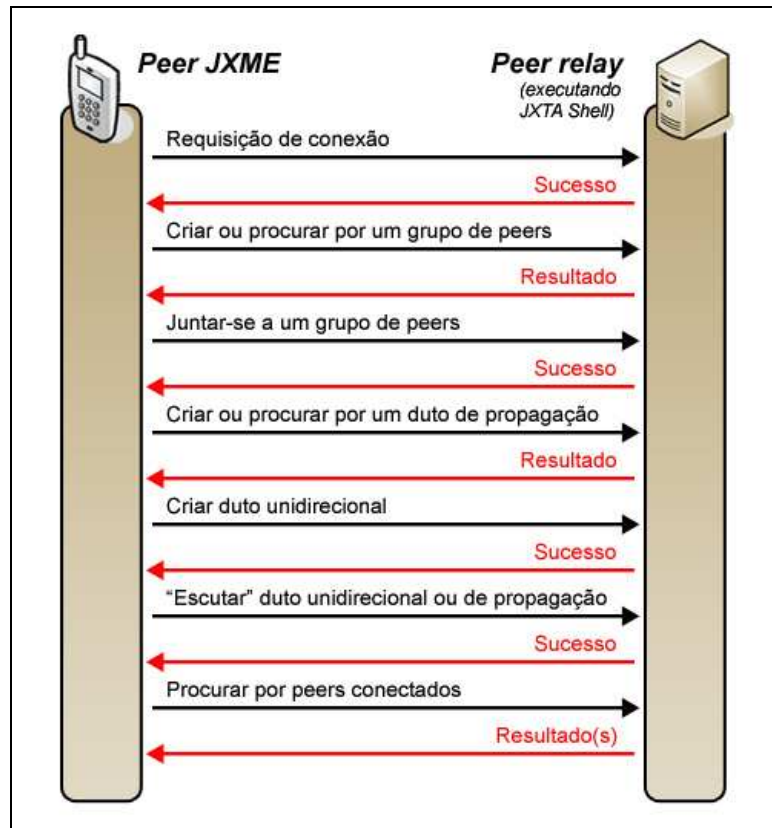 Peer JXME
Peer relay
(executando
JXTA Shell)
Requisição de conexão
Sucesso
Criar ou procurar por um grupo de peers
Resultado
Juntar-se a um grupo de peers
Sucesso
Criar ou procurar por um duto de propagação
Resultado
Criar duto unidirecional
Sucesso
“Escutar” duto unidirecional ou de propagação
Sucesso
Procurar por peers conectados
Resultado(s)